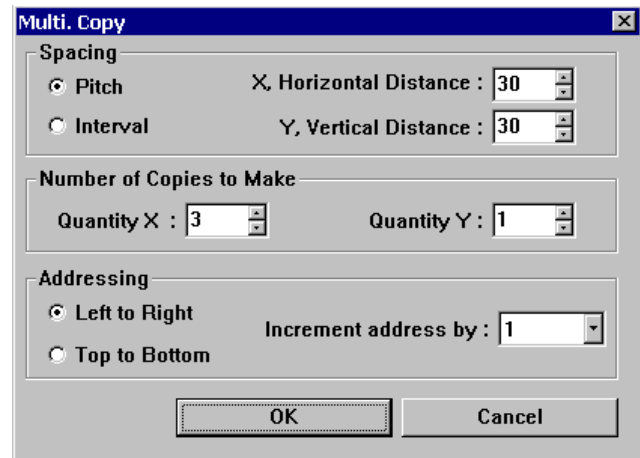 Multi. Copy
Spacing
Pitch
X, Horizontal Distance : 30
Interval
Y, Vertical Distance : 30
Number of Copies to Make
Quantity X : 3
Quantity Y : 1
Addressing
Left to Right
Increment address by : 1
Top to Bottom
OK
Cancel